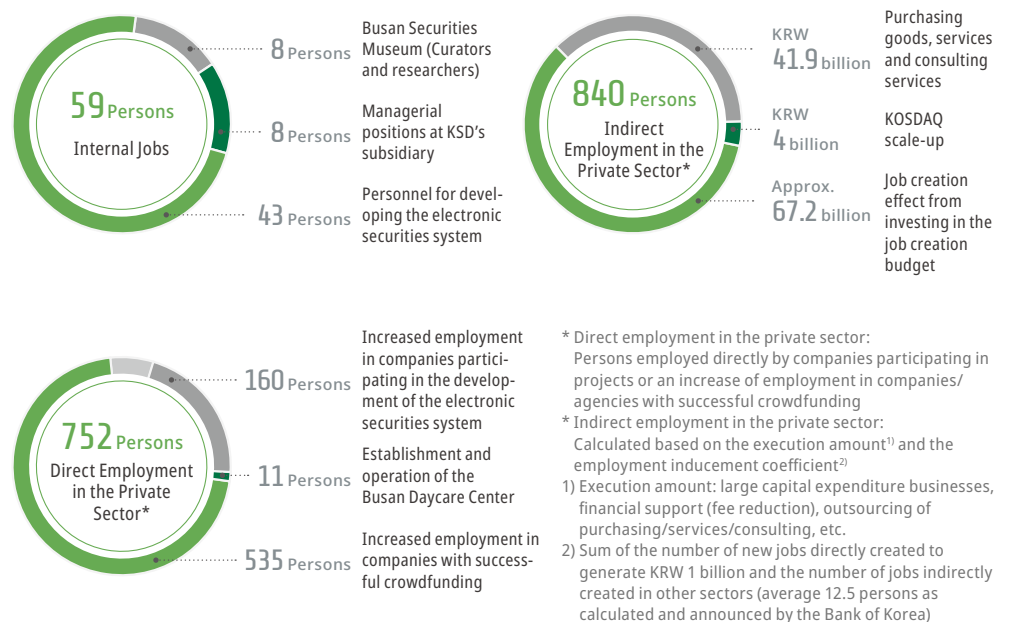 59 Persons
Internal Jobs
8 Persons
Busan Securities
Museum (Curators
and researchers)
8 Persons
Managerial
positions at KSD's
subsidiary
43 Persons
Personnel for devel-
oping the electronic
securities system
840 Persons
Indirect
Employment in the
Private Sector*
KRW
41.9 billion
Purchasing
goods, services
and consulting
services
KRW
4 billion
KOSDAQ
scale-up
Approx.
67.2 billion
Job creation
effect from
investing in the
job creation
budget
752 Persons
Direct Employment
in the Private
Sector*
160 Persons
Increased employment
in companies partici-
pating in the develop-
ment of the electronic
securities system
11 Persons
Establishment and
operation of the
Busan Daycare Center
535 Persons
Increased employment in
companies with success-
ful crowdfunding
* Direct employment in the private sector:
Persons employed directly by companies participating in
projects or an increase of employment in companies/
agencies with successful crowdfunding
* Indirect employment in the private sector:
Calculated based on the execution amount1) and the
employment inducement coefficient2)
1) Execution amount: large capital expenditure businesses,
financial support (fee reduction), outsourcing of
purchasing/services/consulting, etc.
2) Sum of the number of new jobs directly created to
generate KRW 1 billion and the number of jobs indirectly
created in other sectors (average 12.5 persons as
calculated and announced by the Bank of Korea)